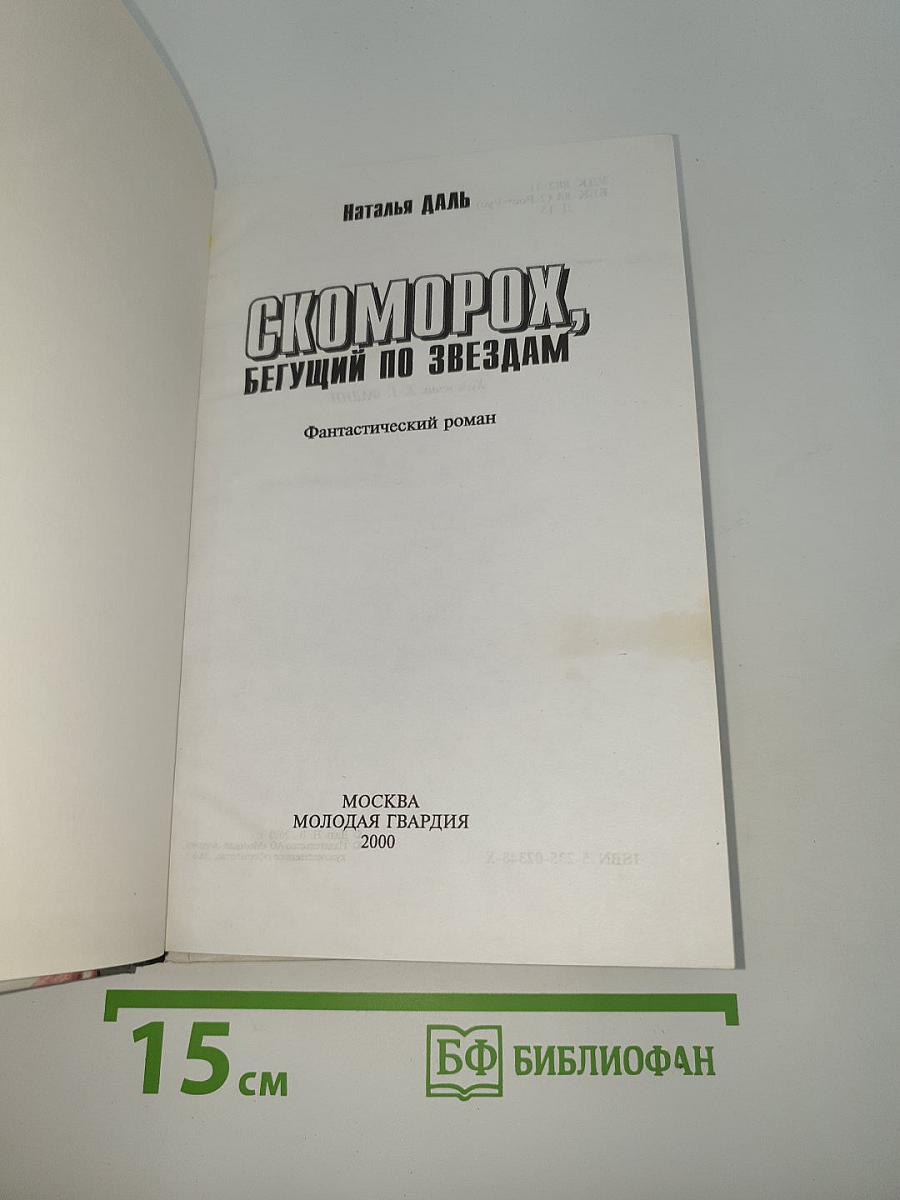 Наталья ДАЛЬ
СКОМОРОХ,
БЕГУЩИЙ ПО ЗВЕЗДАМ
Фантастический роман
МОСКВА
МОЛОДАЯ ГВАРДИЯ
2000
15 см
БФ БИБЛИОФАН